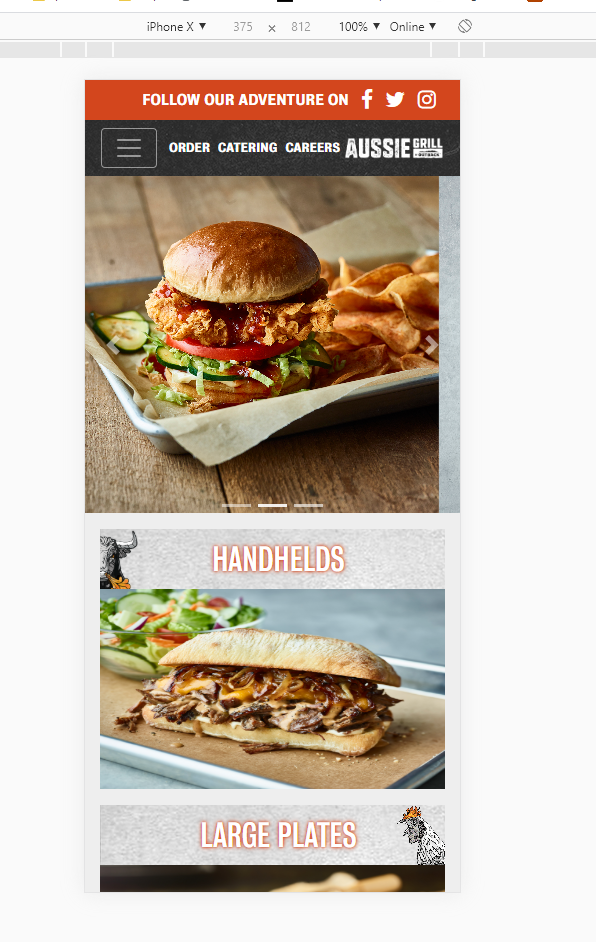 iPhone X ▼ 375 × 812 100% ▼ Online ▼
FOLLOW OUR ADVENTURE ON
ORDER CATERING CAREERS AUSSIE GRILL
BY OUTBACK
HANDHELDS
LARGE PLATES